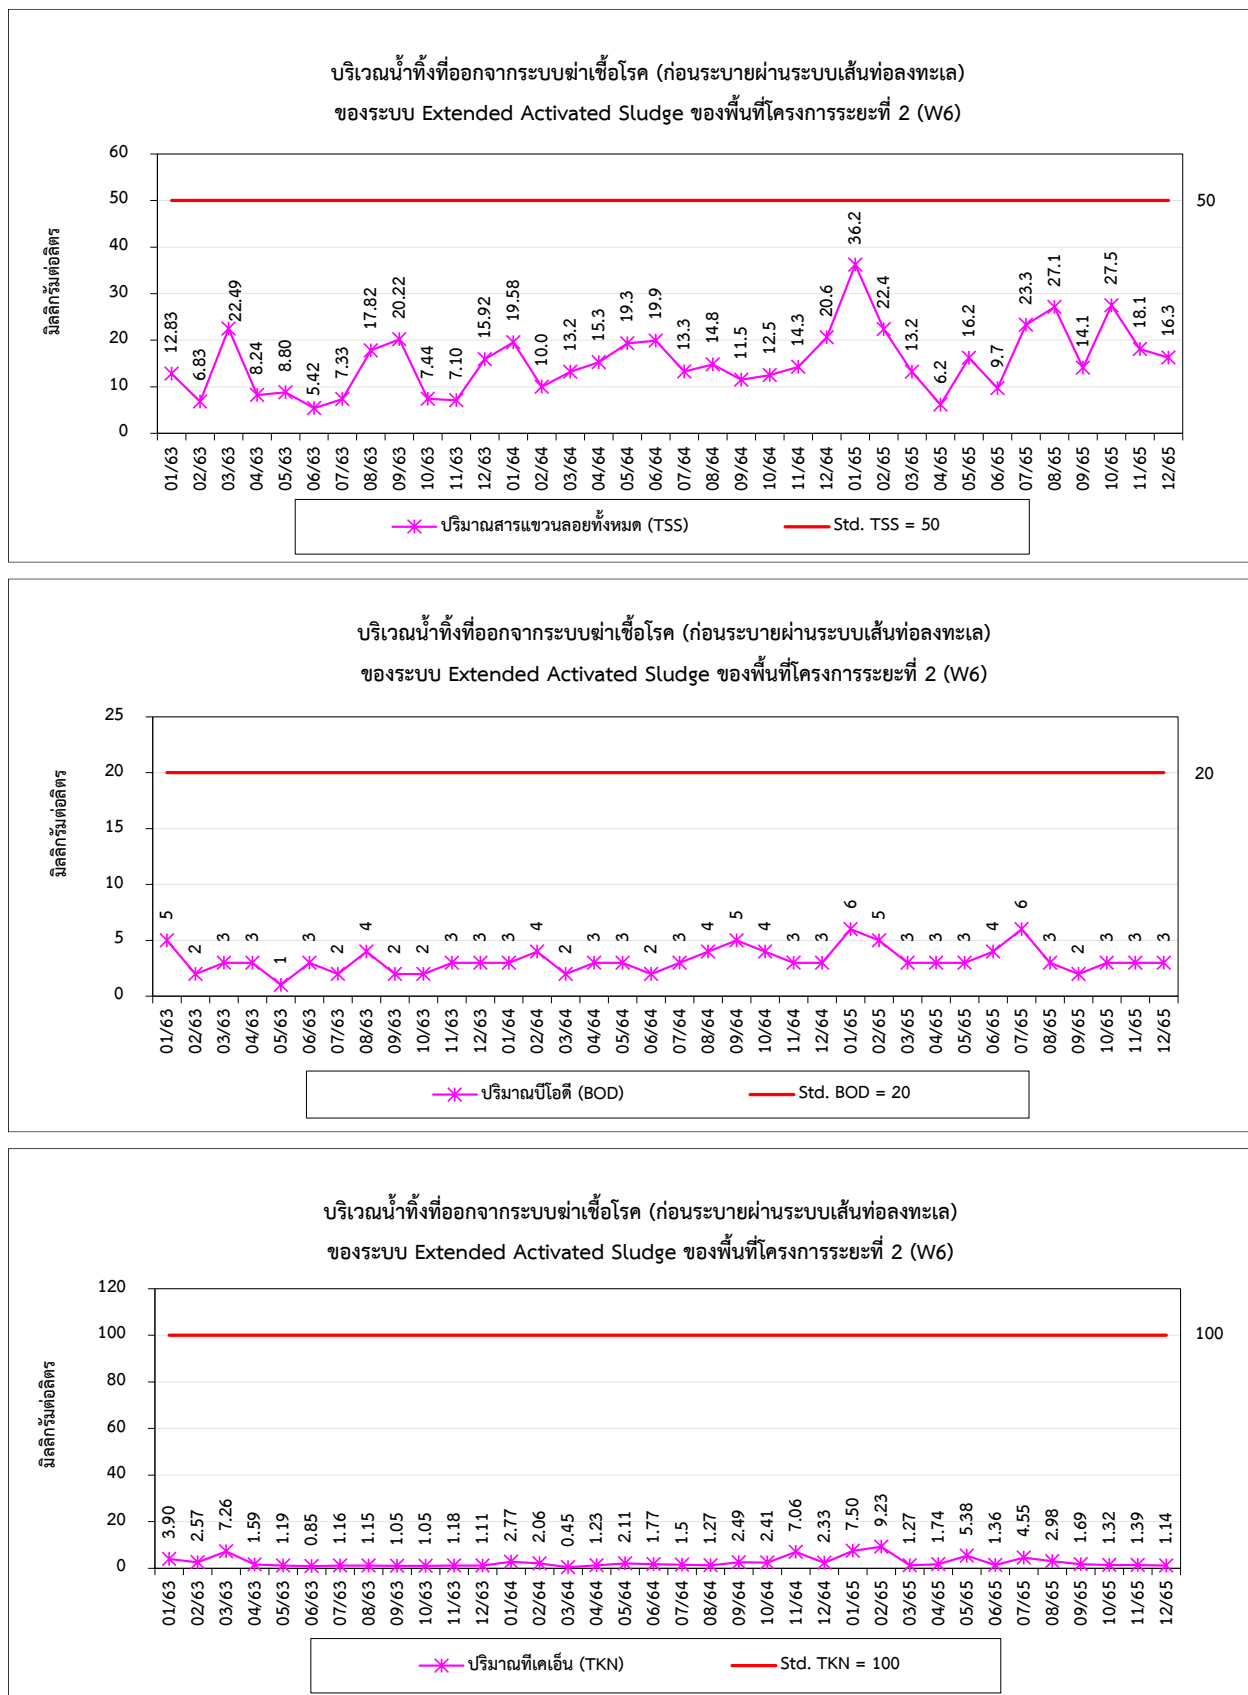 บริเวณน้ำทิ้งที่ออกจากระบบฆ่าเชื้อโรค (ก่อนระบายผ่านระบบเส้นท่อลงทะเล)
ของระบบ Extended Activated Sludge ของพื้นที่โครงการระยะที่ 2 (W6)
มิลลิกรัมต่อลิตร
60
50
40
30
20
10
0
50
12.83 6.83 22.49 8.24 8.80 5.42 7.33 17.82 20.22 7.44 7.10 15.92 19.58 10.0 13.2 15.3 19.3 19.9 13.3 14.8 11.5 12.5 14.3 20.6 36.2 22.4 13.2 6.2 16.2 9.7 23.3 27.1 14.1 27.5 18.1 16.3
01/63 02/63 03/63 04/63 05/63 06/63 07/63 08/63 09/63 10/63 11/63 12/63 01/64 02/64 03/64 04/64 05/64 06/64 07/64 08/64 09/64 10/64 11/64 12/64 01/65 02/65 03/65 04/65 05/65 06/65 07/65 08/65 09/65 10/65 11/65 12/65
ปริมาณสารแขวนลอยทั้งหมด (TSS) Std. TSS = 50
บริเวณน้ำทิ้งที่ออกจากระบบฆ่าเชื้อโรค (ก่อนระบายผ่านระบบเส้นท่อลงทะเล)
ของระบบ Extended Activated Sludge ของพื้นที่โครงการระยะที่ 2 (W6)
มิลลิกรัมต่อลิตร
25
20
15
10
5
0
20
5 2 3 3 1 3 2 4 2 2 3 3 3 4 2 3 3 2 3 4 5 4 3 3 6 5 3 3 3 4 6 3 2 3 3 3
01/63 02/63 03/63 04/63 05/63 06/63 07/63 08/63 09/63 10/63 11/63 12/63 01/64 02/64 03/64 04/64 05/64 06/64 07/64 08/64 09/64 10/64 11/64 12/64 01/65 02/65 03/65 04/65 05/65 06/65 07/65 08/65 09/65 10/65 11/65 12/65
ปริมาณบีโอดี (BOD) Std. BOD = 20
บริเวณน้ำทิ้งที่ออกจากระบบฆ่าเชื้อโรค (ก่อนระบายผ่านระบบเส้นท่อลงทะเล)
ของระบบ Extended Activated Sludge ของพื้นที่โครงการระยะที่ 2 (W6)
มิลลิกรัมต่อลิตร
120
100
80
60
40
20
0
100
3.90 2.57 7.26 1.59 1.19 0.85 1.16 1.15 1.05 1.05 1.18 1.11 2.77 2.06 0.45 1.23 2.11 1.77 1.5 1.27 2.49 2.41 7.06 2.33 7.50 9.23 1.27 1.74 5.38 1.36 4.55 2.98 1.69 1.32 1.39 1.14
01/63 02/63 03/63 04/63 05/63 06/63 07/63 08/63 09/63 10/63 11/63 12/63 01/64 02/64 03/64 04/64 05/64 06/64 07/64 08/64 09/64 10/64 11/64 12/64 01/65 02/65 03/65 04/65 05/65 06/65 07/65 08/65 09/65 10/65 11/65 12/65
ปริมาณทีเคเอ็น (TKN) Std. TKN = 100